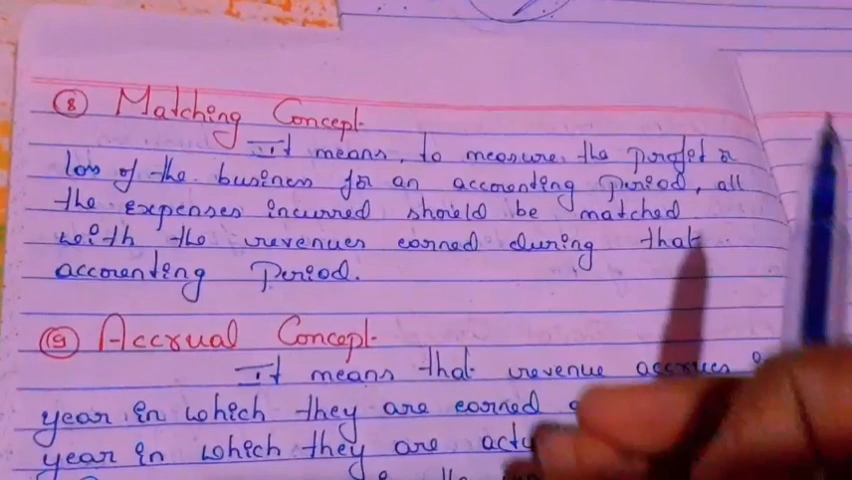 ⑧ Matching Concept
It means, to measure the profit or
loss of the business for an accounting period, all
the expenses incurred should be matched
with the revenues earned during that
accounting Period.
⑨ Accrual Concept
It means that revenue accrues
year in which they are earned
year in which they are